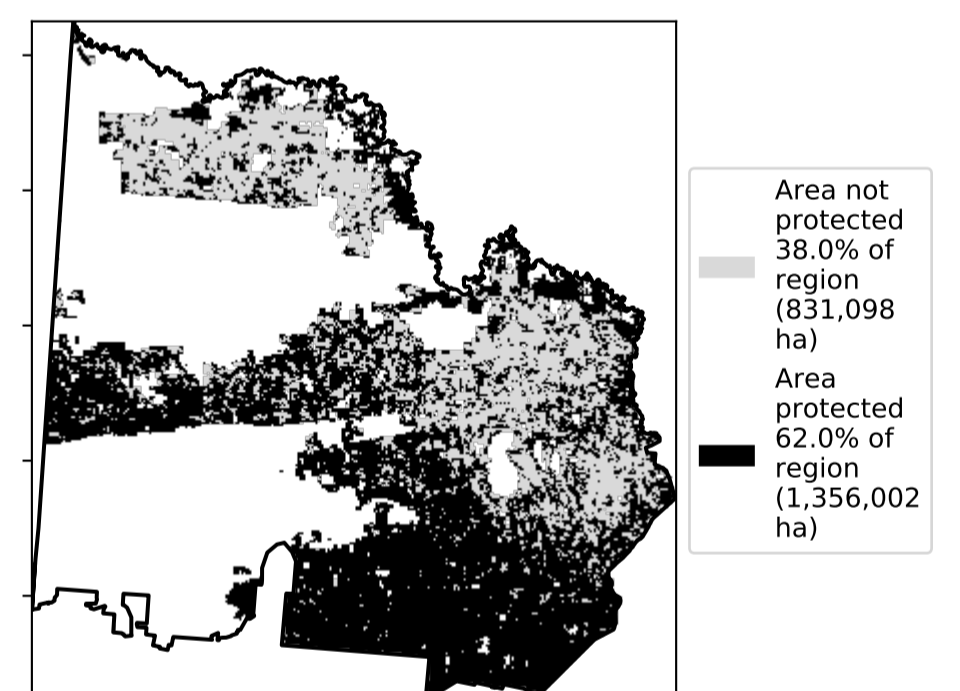 Area not
protected
38.0% of
region
(831,098
ha)
Area
protected
62.0% of
region
(1,356,002
ha)